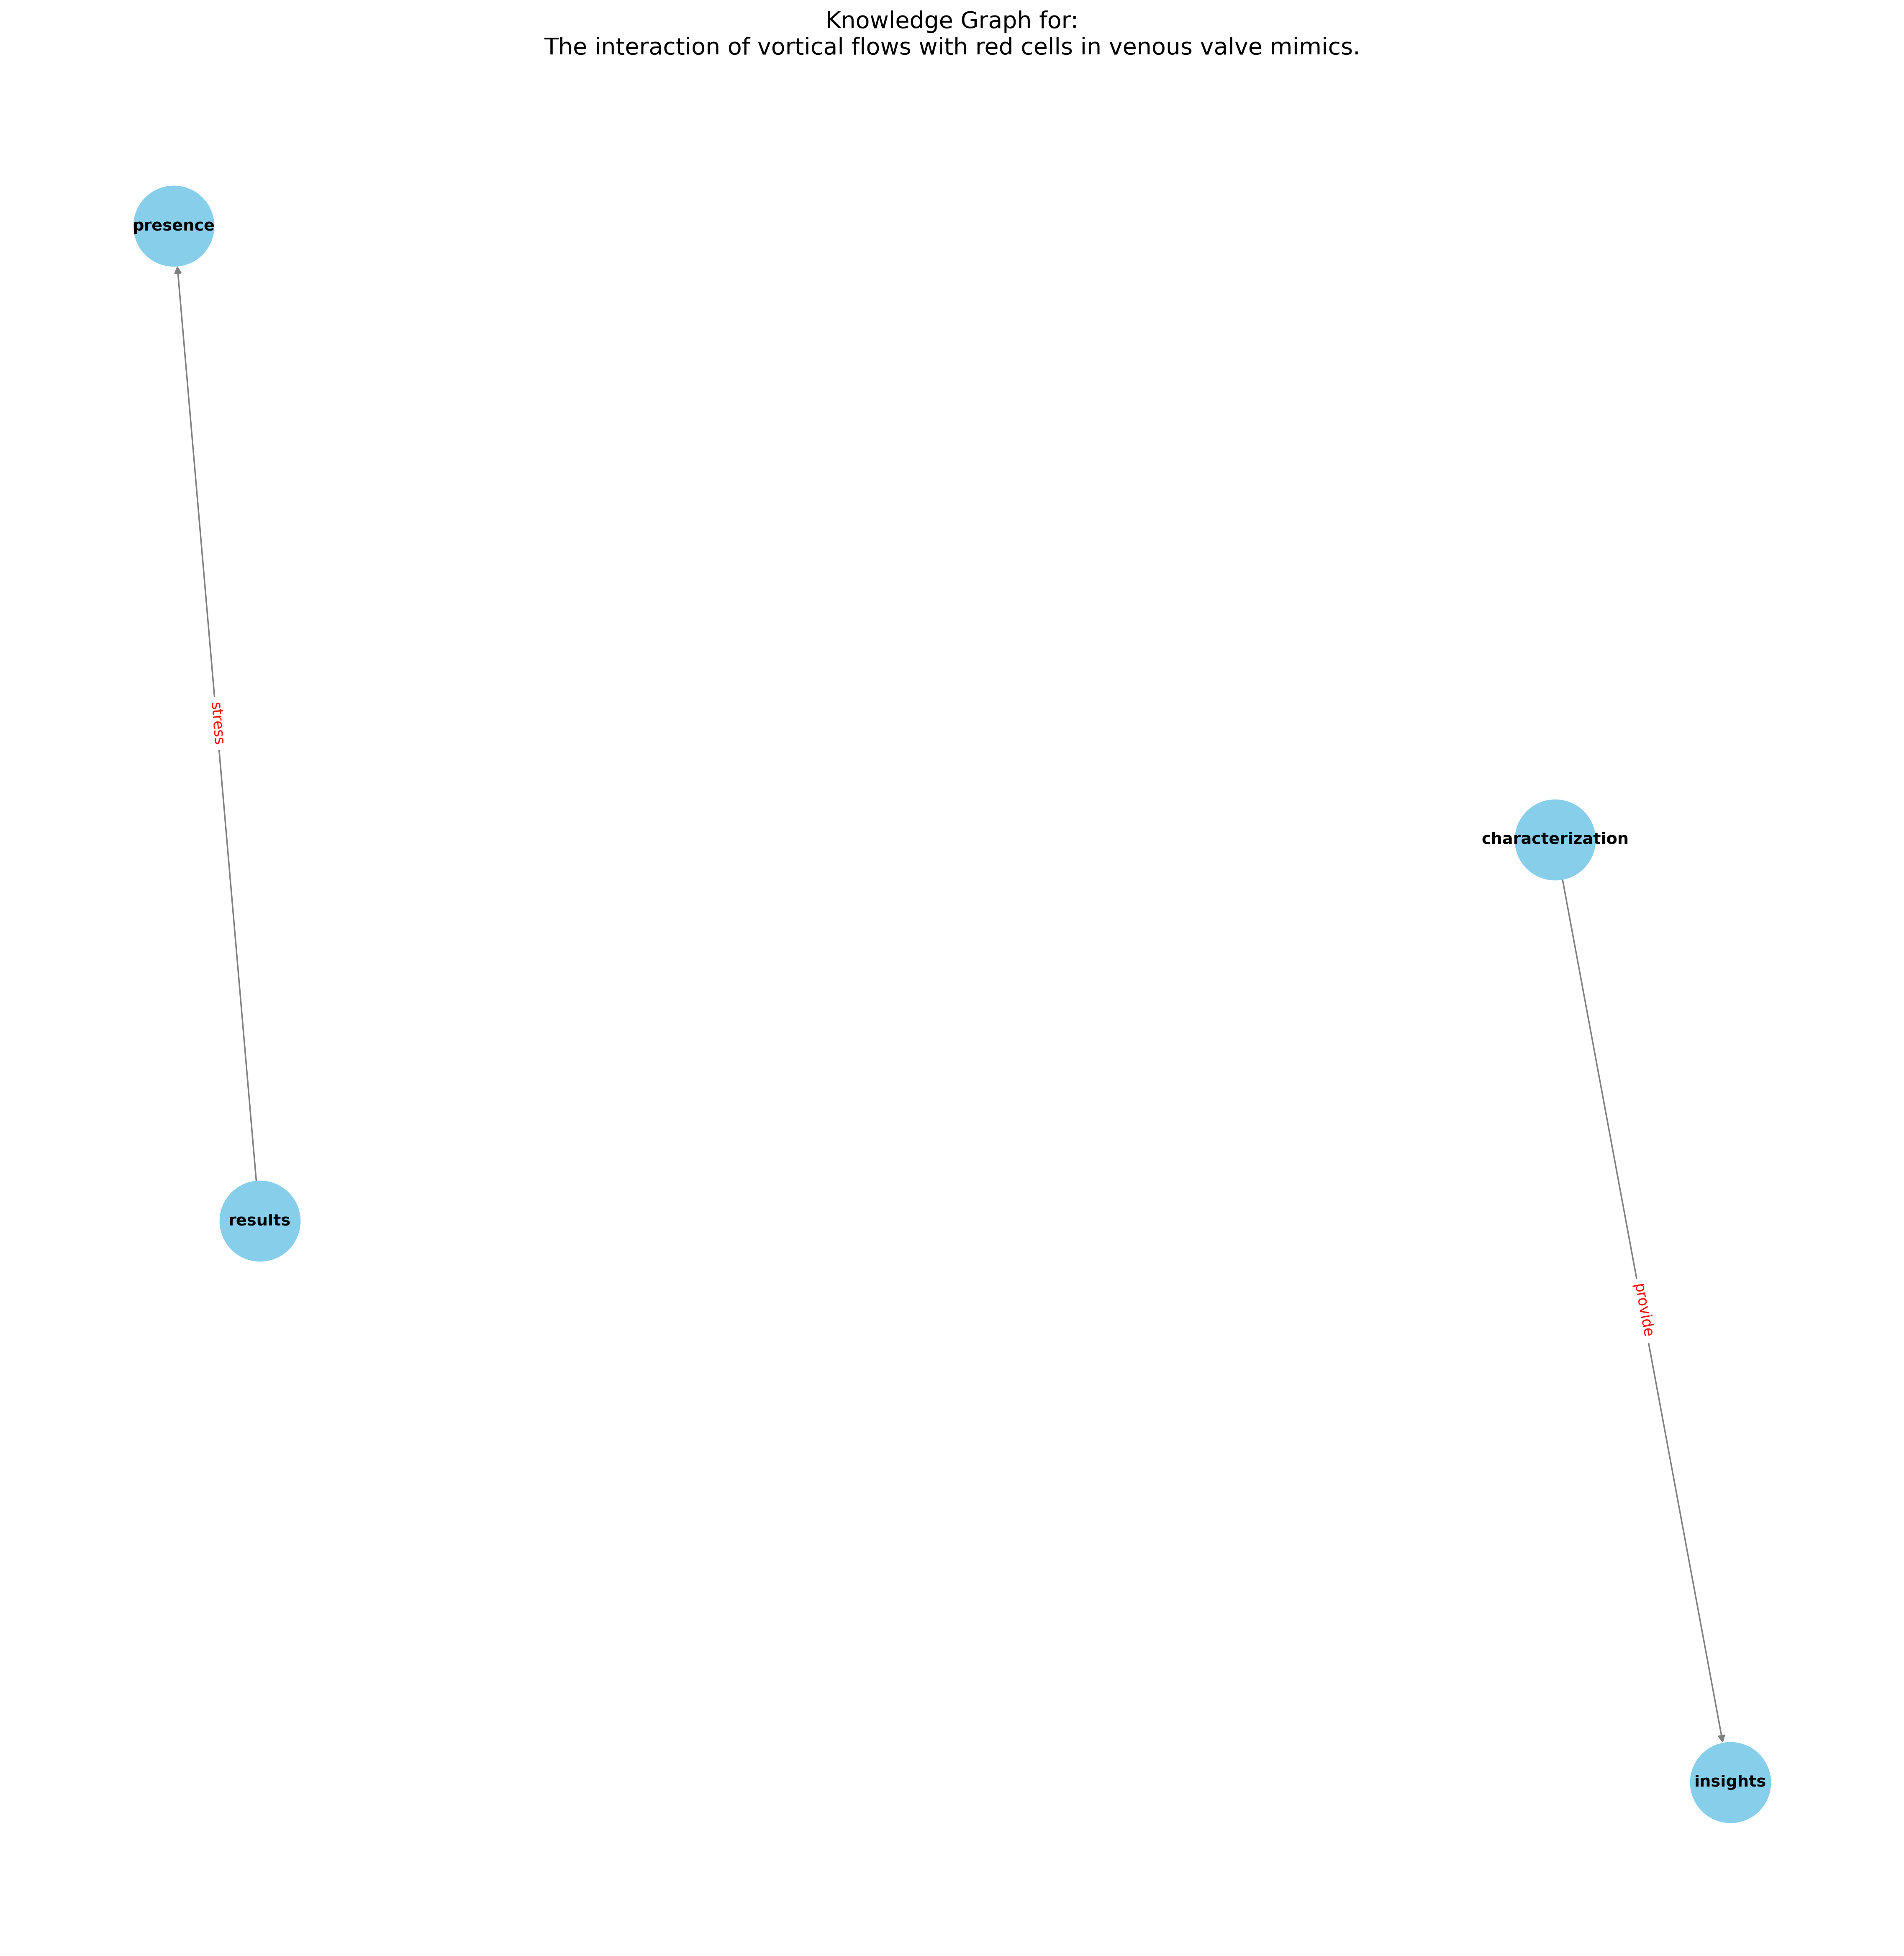 Knowledge Graph for:
The interaction of vortical flows with red cells in venous valve mimics.
presence
stress
characterization
results
provide
insights